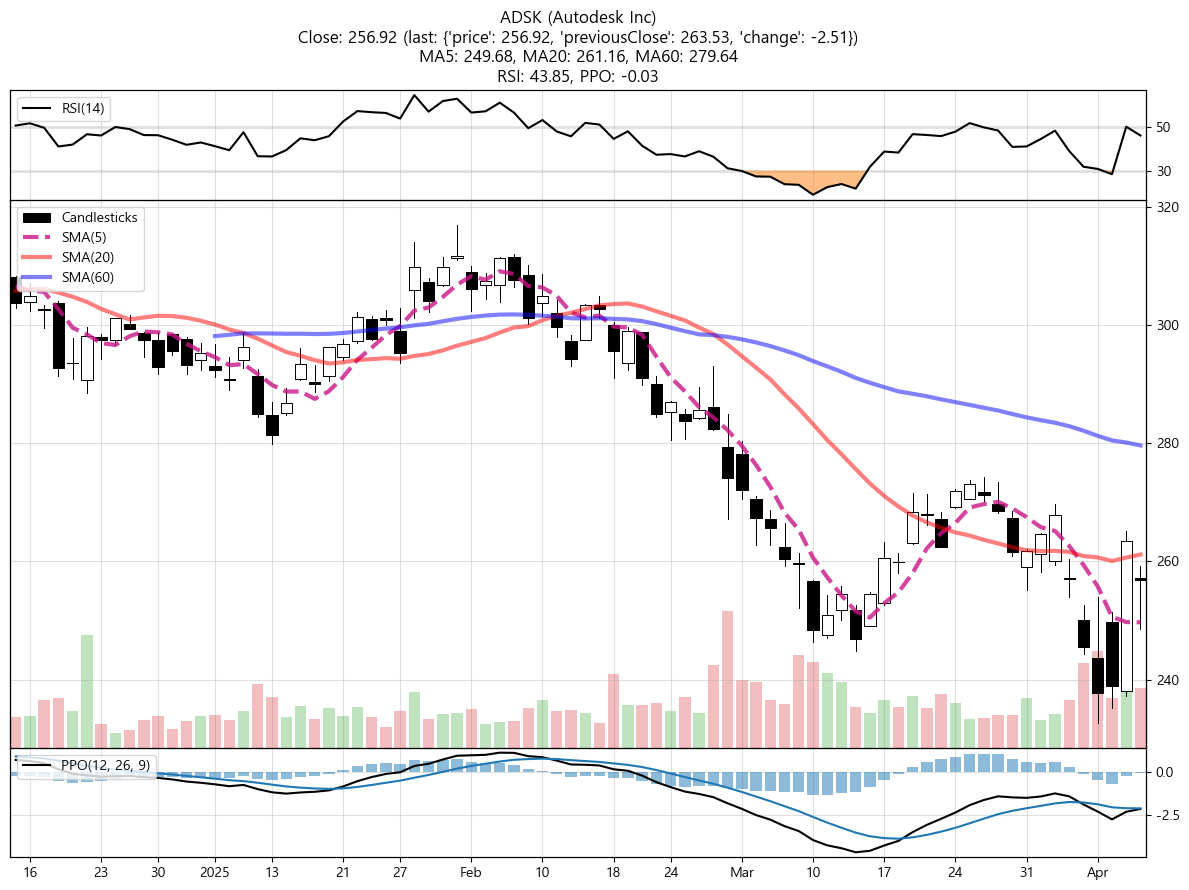 ADSK (Autodesk Inc)
Close: 256.92 (last: {'price': 256.92, 'previousClose': 263.53, 'change': -2.51})
MA5: 249.68, MA20: 261.16, MA60: 279.64
RSI: 43.85, PPO: -0.03
RSI(14)
50
30
Candlesticks
SMA(5)
SMA(20)
SMA(60)
320
300
280
260
240
PPO(12, 26, 9)
0.0
-2.5
16 23 30 2025 13 21 27 Feb 10 18 24 Mar 10 17 24 31 Apr